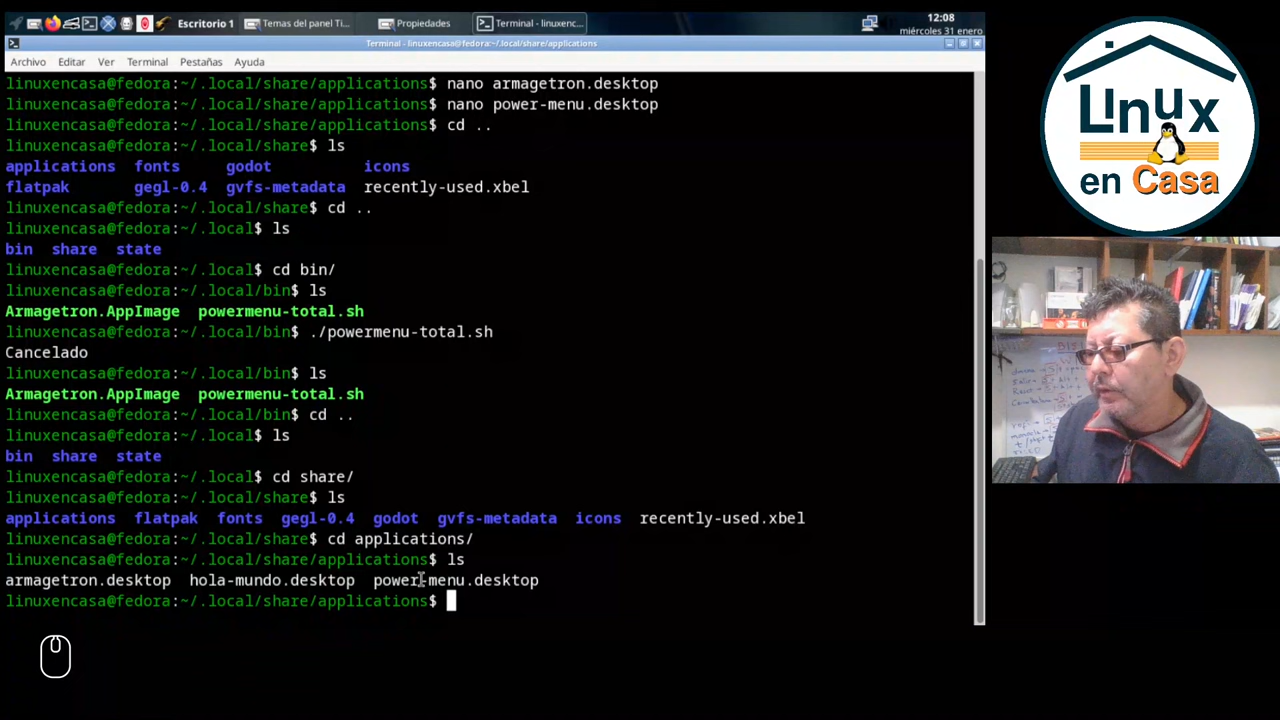 Escritorio 1
Temas del panel Ti...
Propiedades
Terminal - linuxenc...
12:08
miércoles 31 enero
Terminal - linuxencasa@fedora:~/.local/share/applications
Archivo Editar Ver Terminal Pestañas Ayuda
linuxencasa@fedora:~/.local/share/applications$ nano armagetron.desktop
linuxencasa@fedora:~/.local/share/applications$ nano power-menu.desktop
linuxencasa@fedora:~/.local/share/applications$ cd ..
linuxencasa@fedora:~/.local/share$ ls
applications fonts godot icons
flatpak gegl-0.4 gvfs-metadata recently-used.xbel
linuxencasa@fedora:~/.local/share$ cd ..
linuxencasa@fedora:~/.local$ ls
bin share state
linuxencasa@fedora:~/.local$ cd bin/
linuxencasa@fedora:~/.local/bin$ ls
Armagetron.AppImage powermenu-total.sh
linuxencasa@fedora:~/.local/bin$ ./powermenu-total.sh
Cancelado
linuxencasa@fedora:~/.local/bin$ ls
Armagetron.AppImage powermenu-total.sh
linuxencasa@fedora:~/.local/bin$ cd ..
linuxencasa@fedora:~/.local$ ls
bin share state
linuxencasa@fedora:~/.local$ cd share/
linuxencasa@fedora:~/.local/share$ ls
applications flatpak fonts gegl-0.4 godot gvfs-metadata icons recently-used.xbel
linuxencasa@fedora:~/.local/share$ cd applications/
linuxencasa@fedora:~/.local/share/applications$ ls
armagetron.desktop hola-mundo.desktop power-menu.desktop
linuxencasa@fedora:~/.local/share/applications$
Linux
en Casa